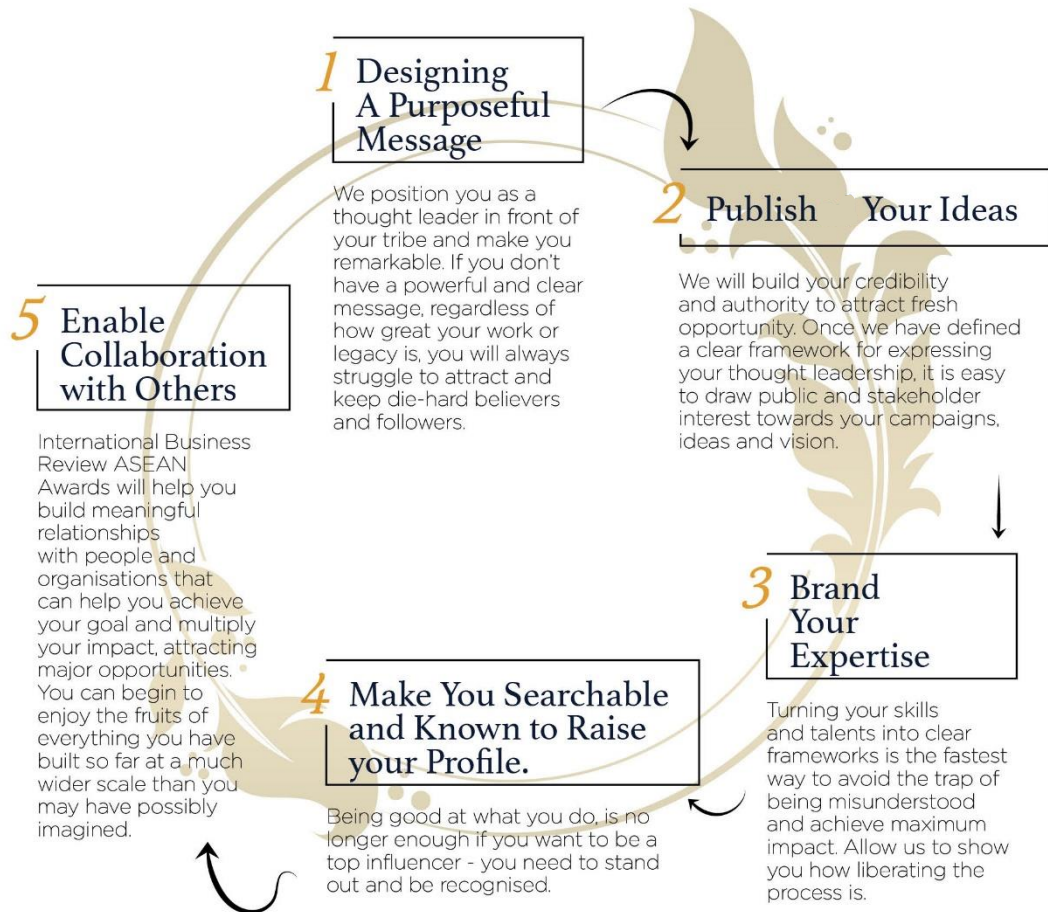 1 Designing
A Purposeful
Message
We position you as a
thought leader in front of
your tribe and make you
remarkable. If you don't
have a powerful and clear
message, regardless of
how great your work or
legacy is, you will always
struggle to attract and
keep die-hard believers
and followers.
2 Publish Your Ideas
We will build your credibility
and authority to attract fresh
opportunity. Once we have defined
a clear framework for expressing
your thought leadership, it is easy
to draw public and stakeholder
interest towards your campaigns,
ideas and vision.
3 Brand
Your
Expertise
Turning your skills
and talents into clear
frameworks is the fastest
way to avoid the trap of
being misunderstood
and achieve maximum
impact. Allow us to show
you how liberating the
process is.
4 Make You Searchable
and Known to Raise
your Profile.
Being good at what you do, is no
longer enough if you want to be a
top influencer - you need to stand
out and be recognised.
5 Enable
Collaboration
with Others
International Business
Review ASEAN
Awards will help you
build meaningful
relationships
with people and
organisations that
can help you achieve
your goal and multiply
your impact, attracting
major opportunities.
You can begin to
enjoy the fruits of
everything you have
built so far at a much
wider scale than you
may have possibly
imagined.